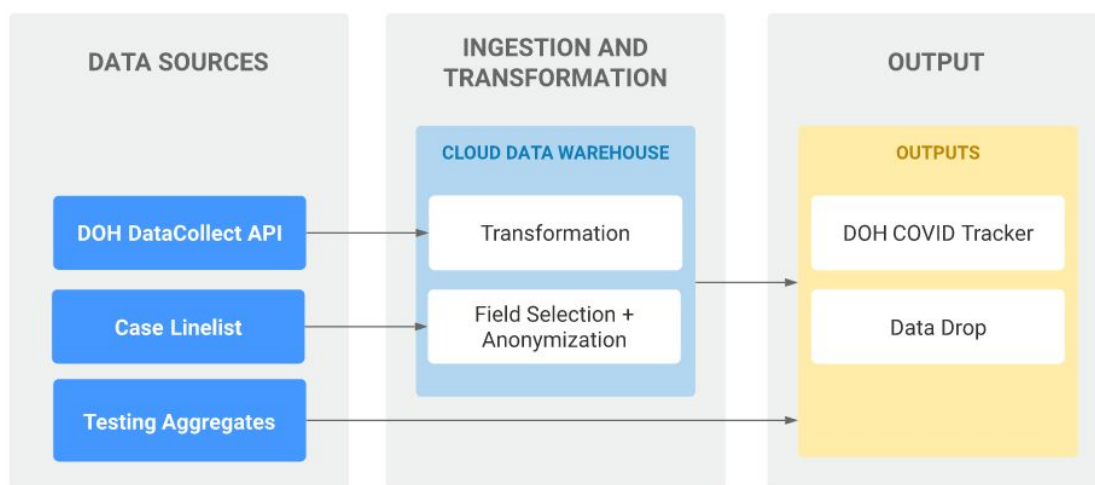 DATA SOURCES
DOH DataCollect API
Case Linelist
Testing Aggregates
INGESTION AND
TRANSFORMATION
CLOUD DATA WAREHOUSE
Transformation
Field Selection +
Anonymization
OUTPUT
OUTPUTS
DOH COVID Tracker
Data Drop